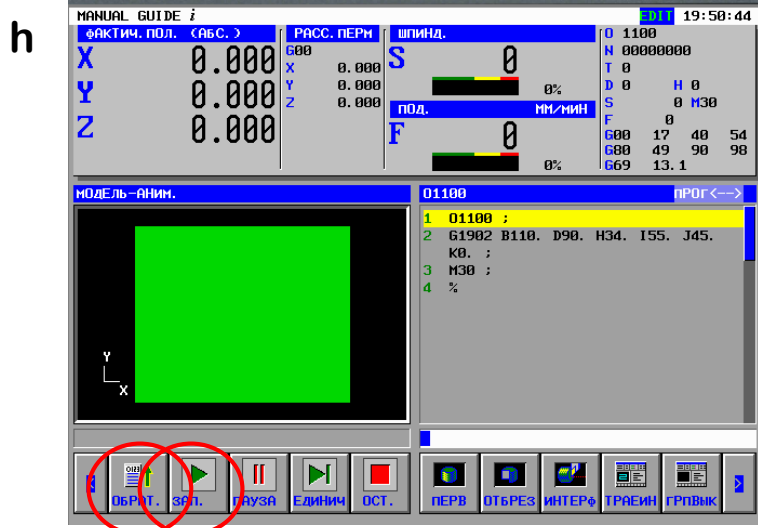 h
MANUAL GUIDE i
EDIT 19:50:44
ФАКТИЧ.ПОЛ. (АБС.)
X 0.000
Y 0.000
Z 0.000
РАСС.ПЕРМ
G00
X 0.000
Y 0.000
Z 0.000
ШПИНД.
S 0
0%
ПОД. ММ/МИН
F 0
0%
O 1100
N 00000000
T 0
D 0 H 0
S 0 M30
F 0
G00 17 40 54
G80 49 90 98
G69 13.1
МОДЕЛЬ-АНИМ.
Y
X
O1100 ПРОГ<-->
1 O1100 ;
2 G1902 B110. D90. H34. I55. J45.
K0. ;
3 M30 ;
4 %
ОБРАТ. ЗАП. ПАУЗА ЕДИНИЧ ОСТ.
ПЕРВ ОТБРЕЗ ИНТЕРФ ТРАЕИН ГРПВЫК >